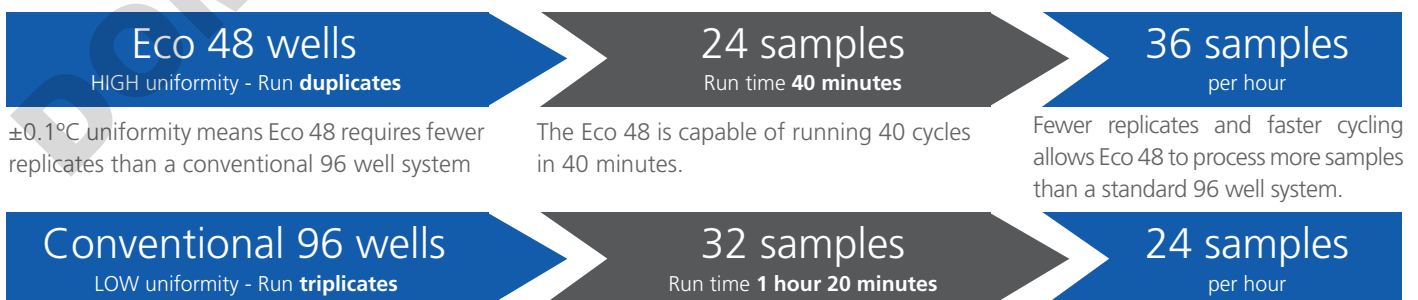 Eco 48 wells
HIGH uniformity - Run duplicates
24 samples
Run time 40 minutes
36 samples
per hour
±0.1ºC uniformity means Eco 48 requires fewer
replicates than a conventional 96 well system
The Eco 48 is capable of running 40 cycles
in 40 minutes.
Fewer replicates and faster cycling
allows Eco 48 to process more samples
than a standard 96 well system.
Conventional 96 wells
LOW uniformity - Run triplicates
32 samples
Run time 1 hour 20 minutes
24 samples
per hour